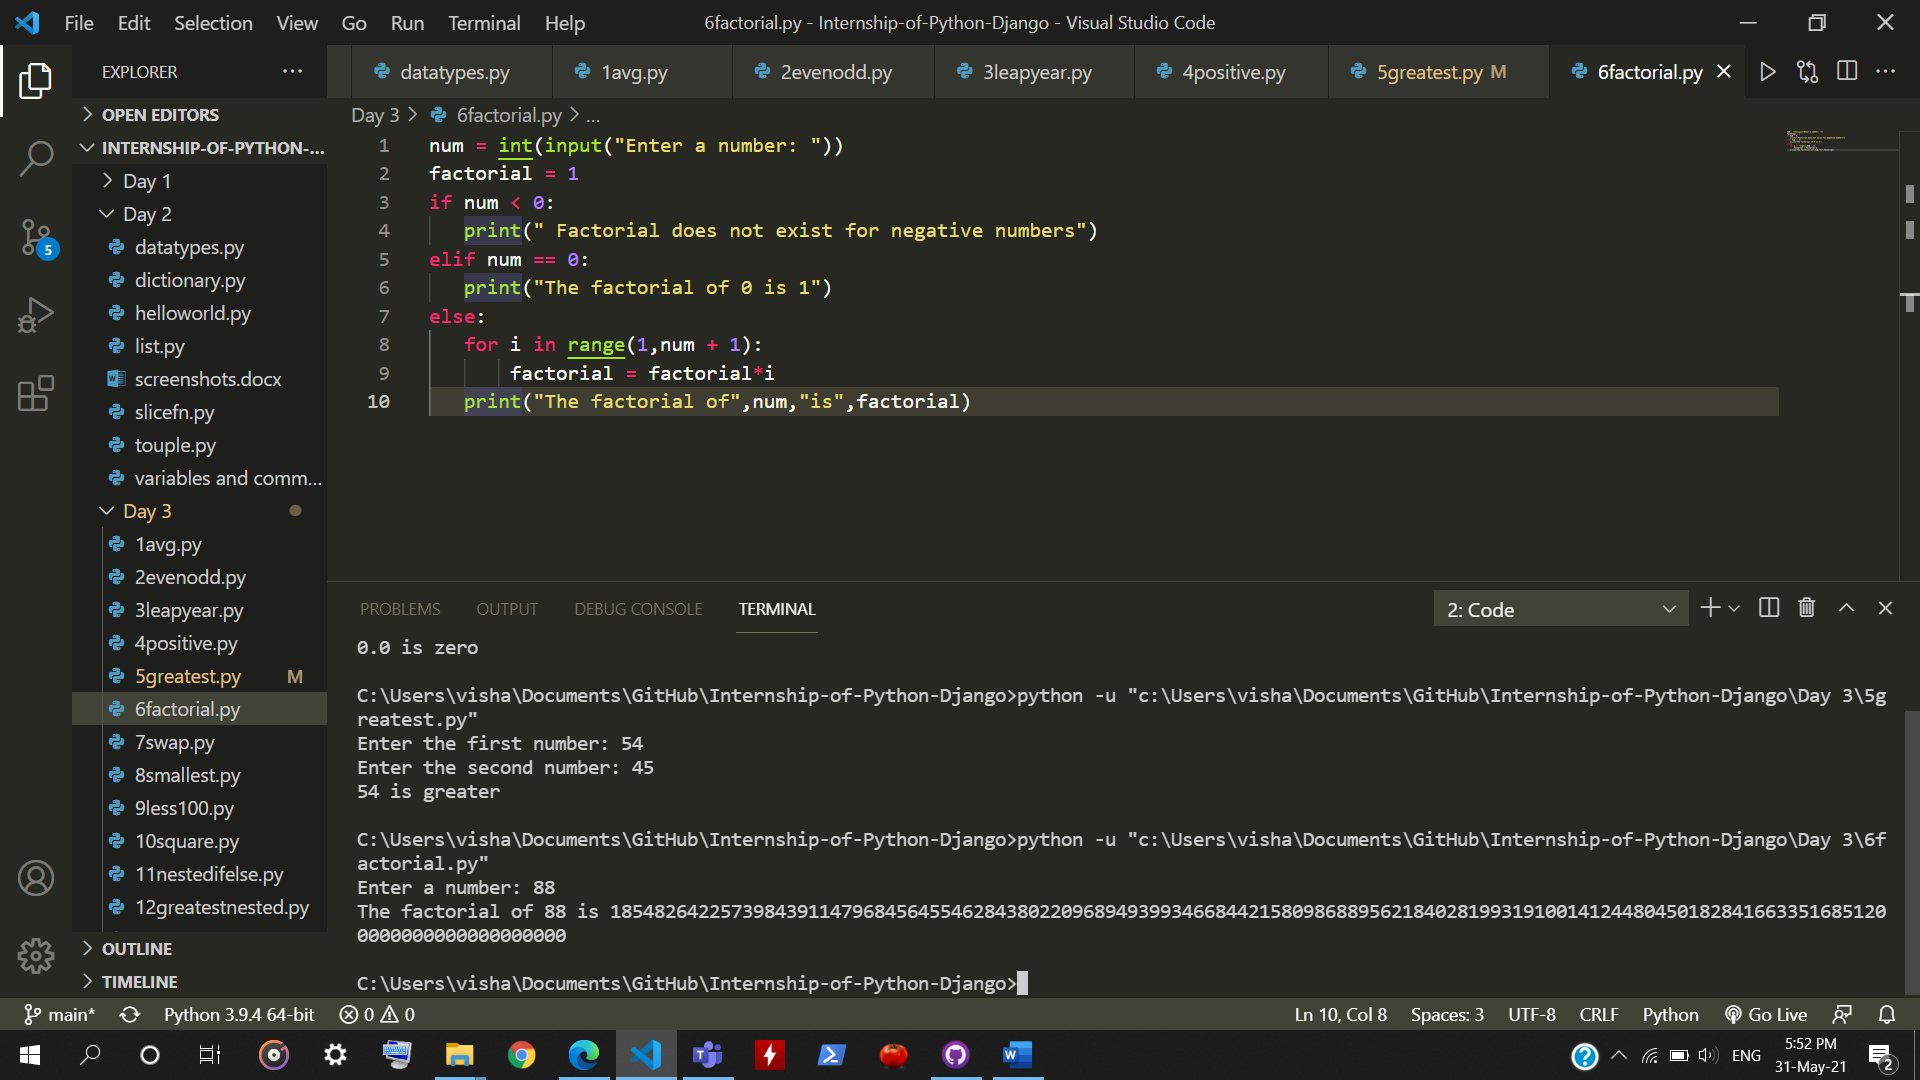 File Edit Selection View Go Run Terminal Help
6factorial.py - Internship-of-Python-Django - Visual Studio Code
EXPLORER
datatypes.py 1avg.py 2evenodd.py 3leapyear.py 4positive.py 5greatest.py M 6factorial.py
OPEN EDITORS
INTERNSHIP-OF-PYTHON-...
Day 1
Day 2
datatypes.py
dictionary.py
helloworld.py
list.py
screenshots.docx
slicefn.py
touple.py
variables and comm...
Day 3
1avg.py
2evenodd.py
3leapyear.py
4positive.py
5greatest.py M
6factorial.py
7swap.py
8smallest.py
9less100.py
10square.py
11nestedifelse.py
12greatestnested.py
OUTLINE
TIMELINE
5
Day 3 > 6factorial.py > ...
1 num = int(input("Enter a number: "))
2 factorial = 1
3 if num < 0:
4 print(" Factorial does not exist for negative numbers")
5 elif num == 0:
6 print("The factorial of 0 is 1")
7 else:
8 for i in range(1,num + 1):
9 factorial = factorial*i
10 print("The factorial of",num,"is",factorial)
PROBLEMS OUTPUT DEBUG CONSOLE TERMINAL
2: Code
0.0 is zero
C:\Users\visha\Documents\GitHub\Internship-of-Python-Django>python -u "c:\Users\visha\Documents\GitHub\Internship-of-Python-Django\Day 3\5g
reatest.py"
Enter the first number: 54
Enter the second number: 45
54 is greater
C:\Users\visha\Documents\GitHub\Internship-of-Python-Django>python -u "c:\Users\visha\Documents\GitHub\Internship-of-Python-Django\Day 3\6f
actorial.py"
Enter a number: 88
The factorial of 88 is 18548264225739843911479684564554628438022096894939934668442158098688956218402819931910014124480450182841663351685120
0000000000000000000
C:\Users\visha\Documents\GitHub\Internship-of-Python-Django>
main* Python 3.9.4 64-bit 0 0
Ln 10, Col 8 Spaces: 3 UTF-8 CRLF Python Go Live
ENG 5:52 PM
31-May-21
2